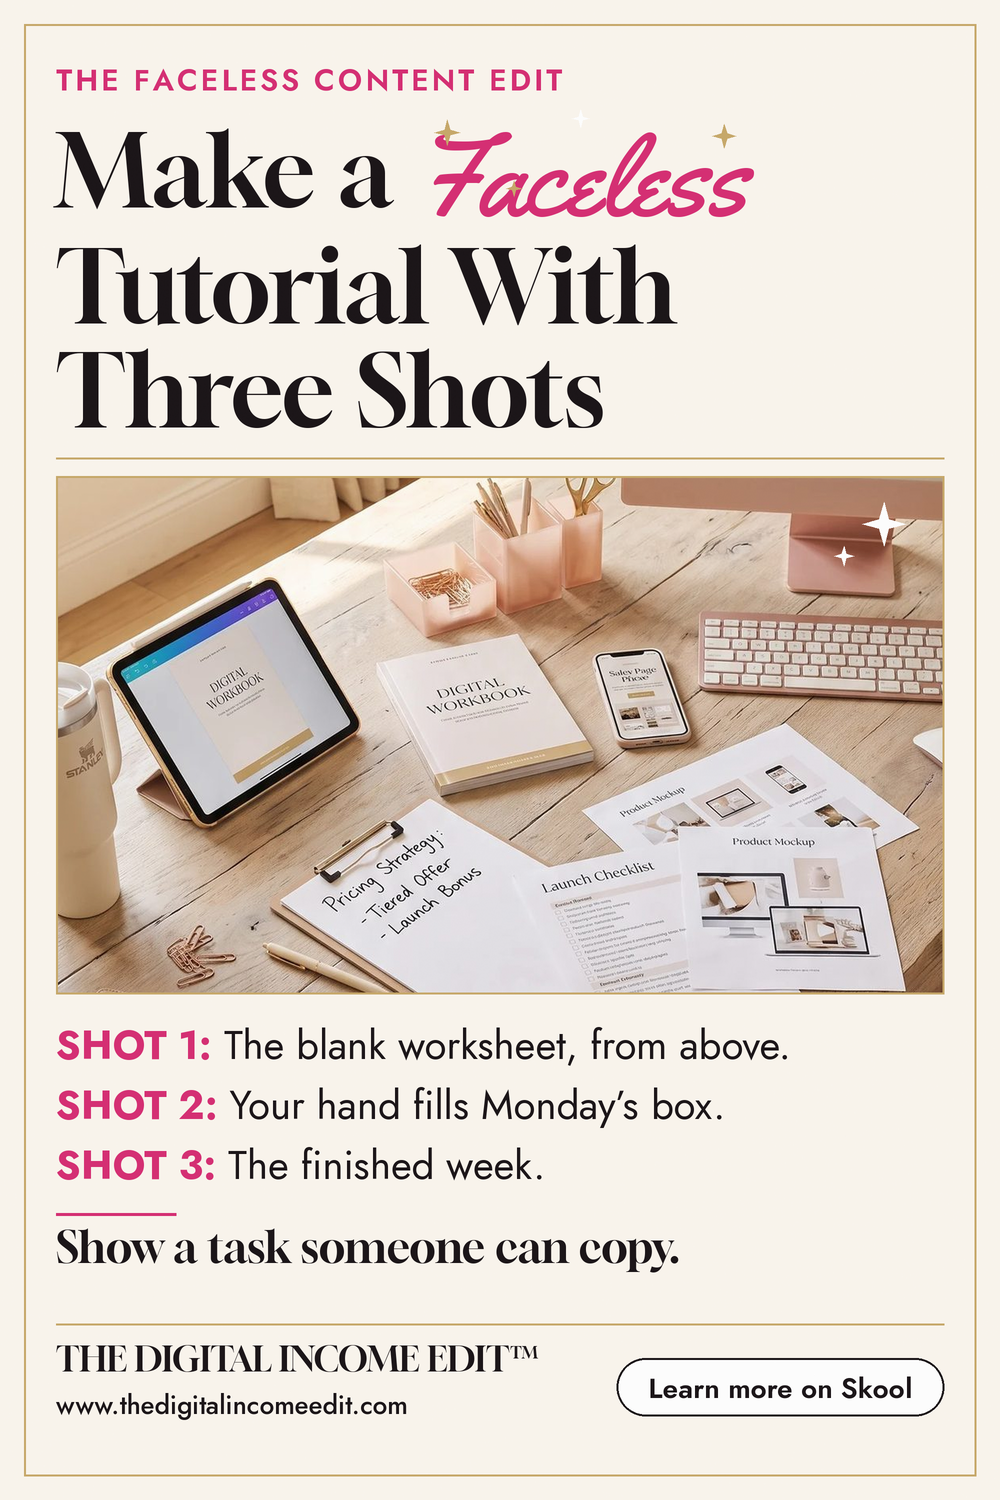 THE FACELESS CONTENT EDIT
Make a Faceless
Tutorial With
Three Shots
DIGITAL
WORKBOOK
DIGITAL
WORKBOOK
STANLEY
Sales Page
Product Mockup
Product Mockup
Pricing Strategy:
- Tiered Offer
- Launch Bonus
Launch Checklist
SHOT 1: The blank worksheet, from above.
SHOT 2: Your hand fills Monday’s box.
SHOT 3: The finished week.
Show a task someone can copy.
THE DIGITAL INCOME EDIT™
www.thedigitalincomeedit.com
Learn more on Skool